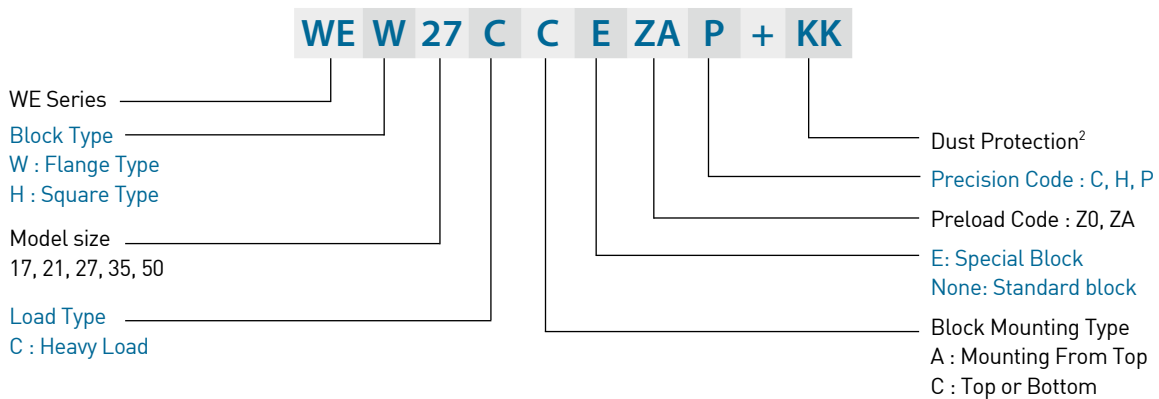 WE W 27 C C E ZA P + KK
WE Series
Block Type
W : Flange Type
H : Square Type
Model size
17, 21, 27, 35, 50
Load Type
C : Heavy Load
Dust Protection²
Precision Code : C, H, P
Preload Code : Z0, ZA
E: Special Block
None: Standard block
Block Mounting Type
A : Mounting From Top
C : Top or Bottom